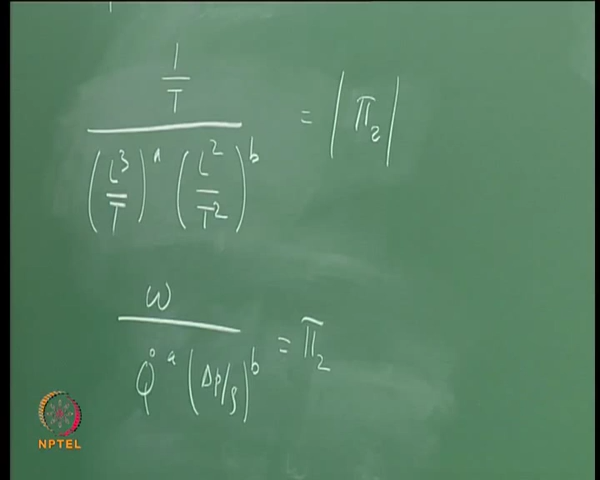 1/T / (L³/T)^a (L²/T²)^b = |π₂|
ω / Q̇^a (Δp/ρ)^b = π₂
NPTEL